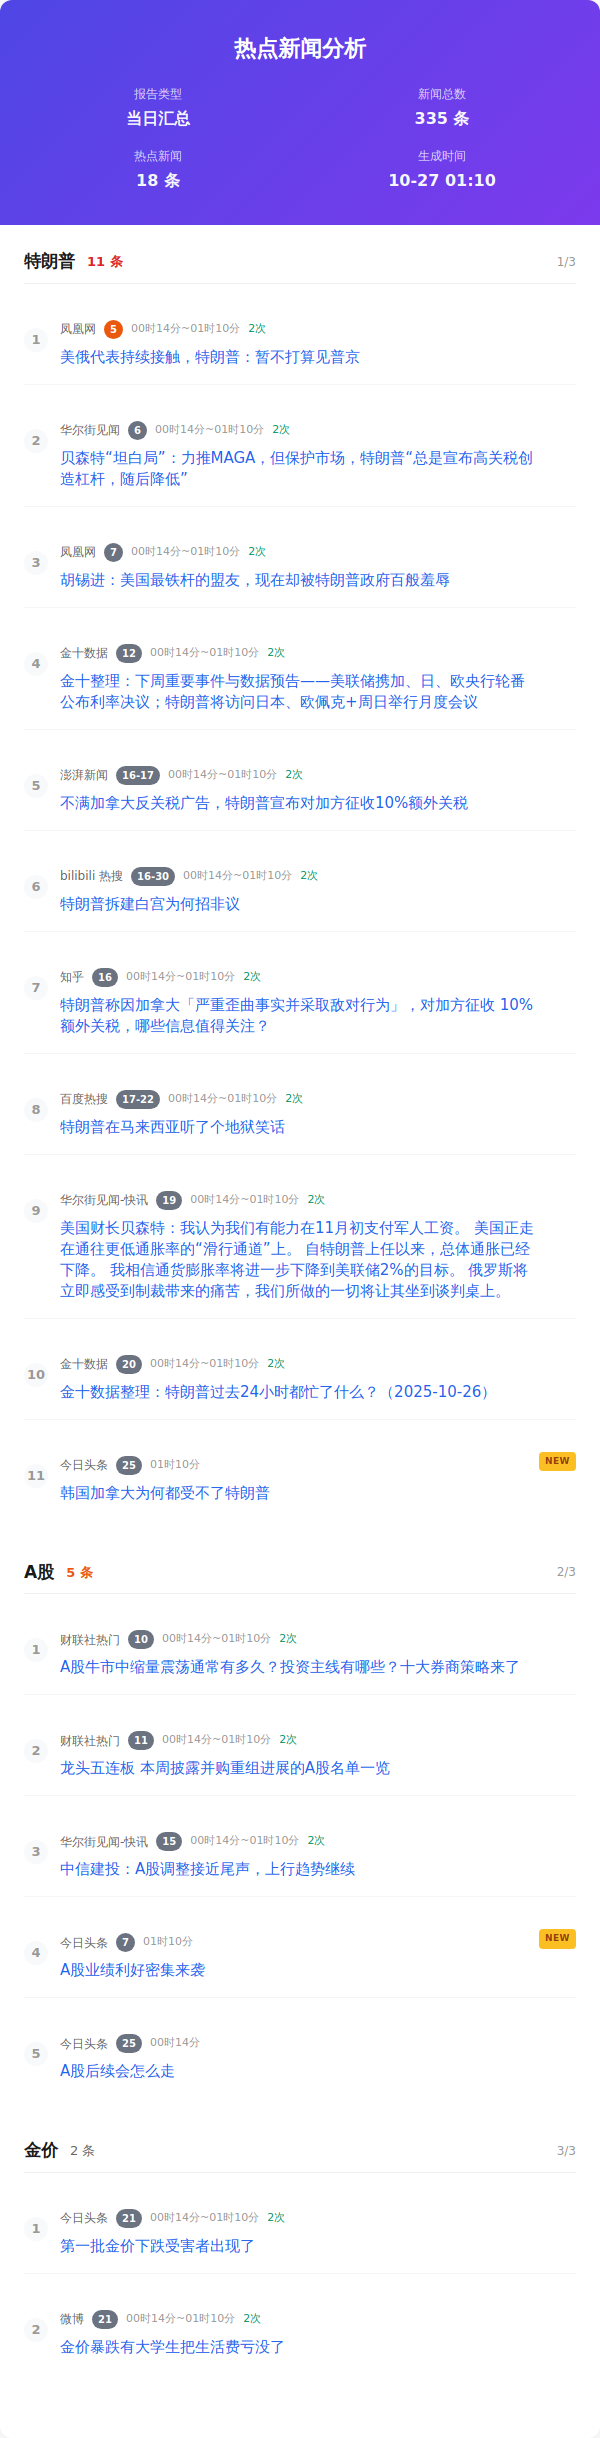 热点新闻分析
报告类型
新闻总数
当日汇总
335 条
热点新闻
生成时间
18 条
10-27 01:10
特朗普 11 条 1/3
1 凤凰网 5 00时14分~01时10分 2次
美俄代表持续接触，特朗普：暂不打算见普京
2 华尔街见闻 6 00时14分~01时10分 2次
贝森特“坦白局”：力推MAGA，但保护市场，特朗普“总是宣布高关税创
造杠杆，随后降低”
3 凤凰网 7 00时14分~01时10分 2次
胡锡进：美国最铁杆的盟友，现在却被特朗普政府百般羞辱
4 金十数据 12 00时14分~01时10分 2次
金十整理：下周重要事件与数据预告——美联储携加、日、欧央行轮番
公布利率决议；特朗普将访问日本、欧佩克+周日举行月度会议
5 澎湃新闻 16-17 00时14分~01时10分 2次
不满加拿大反关税广告，特朗普宣布对加方征收10%额外关税
6 bilibili 热搜 16-30 00时14分~01时10分 2次
特朗普拆建白宫为何招非议
7 知乎 16 00时14分~01时10分 2次
特朗普称因加拿大「严重歪曲事实并采取敌对行为」，对加方征收 10%
额外关税，哪些信息值得关注？
8 百度热搜 17-22 00时14分~01时10分 2次
特朗普在马来西亚听了个地狱笑话
9 华尔街见闻-快讯 19 00时14分~01时10分 2次
美国财长贝森特：我认为我们有能力在11月初支付军人工资。 美国正走
在通往更低通胀率的“滑行通道”上。 自特朗普上任以来，总体通胀已经
下降。 我相信通货膨胀率将进一步下降到美联储2%的目标。 俄罗斯将
立即感受到制裁带来的痛苦，我们所做的一切将让其坐到谈判桌上。
10 金十数据 20 00时14分~01时10分 2次
金十数据整理：特朗普过去24小时都忙了什么？（2025-10-26）
11 今日头条 25 01时10分 NEW
韩国加拿大为何都受不了特朗普
A股 5 条 2/3
1 财联社热门 10 00时14分~01时10分 2次
A股牛市中缩量震荡通常有多久？投资主线有哪些？十大券商策略来了
2 财联社热门 11 00时14分~01时10分 2次
龙头五连板 本周披露并购重组进展的A股名单一览
3 华尔街见闻-快讯 15 00时14分~01时10分 2次
中信建投：A股调整接近尾声，上行趋势继续
4 今日头条 7 01时10分 NEW
A股业绩利好密集来袭
5 今日头条 25 00时14分
A股后续会怎么走
金价 2 条 3/3
1 今日头条 21 00时14分~01时10分 2次
第一批金价下跌受害者出现了
2 微博 21 00时14分~01时10分 2次
金价暴跌有大学生把生活费亏没了